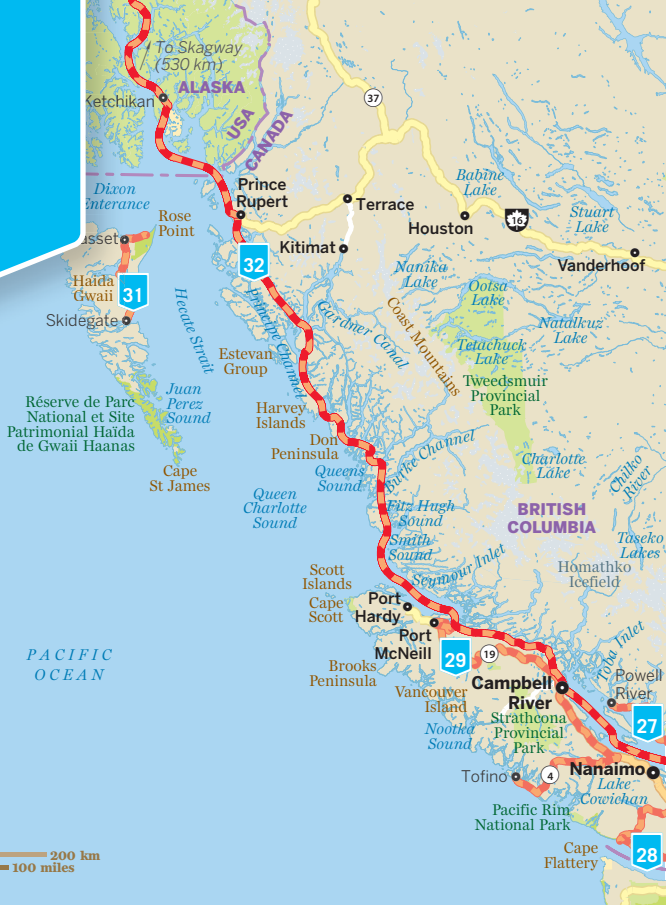 To Skagway
(530 km)
ALASKA
Ketchikan
37
USA
CANADA
Dixon
Enterance
Prince
Rupert
Terrace
Babine
Lake
Houston
16
Stuart
Lake
Rose
Point
Kitimat
Vanderhoof
32
Nanika
Lake
Haida
Gwaii
31
Ootsa
Lake
Skidegate
Hecate Strait
Principe Channel
Gardner Canal
Coast Mountains
Natalkuz
Lake
Tetachuck
Lake
Estevan
Group
Tweedsmuir
Provincial
Park
Juan
Perez
Sound
Réserve de Parc
National et Site
Patrimonial Haïda
de Gwaii Haanas
Harvey
Islands
Don
Peninsula
Burke Channel
Cape
St James
Queens
Sound
Charlotte
Lake
Chilko
River
Queen
Charlotte
Sound
Fitz Hugh
Sound
BRITISH
COLUMBIA
Smith
Sound
Taseko
Lakes
Seymour Inlet
Homathko
Icefield
Scott
Islands
Cape
Scott
Port
Hardy
Port
McNeill
PACIFIC
OCEAN
29
19
Toba Inlet
Brooks
Peninsula
Campbell
River
Powell
River
Vancouver
Island
Strathcona
Provincial
Park
27
Nootka
Sound
Tofino
4
Nanaimo
Lake
Cowichan
Pacific Rim
National Park
Cape
Flattery
28
200 km
100 miles